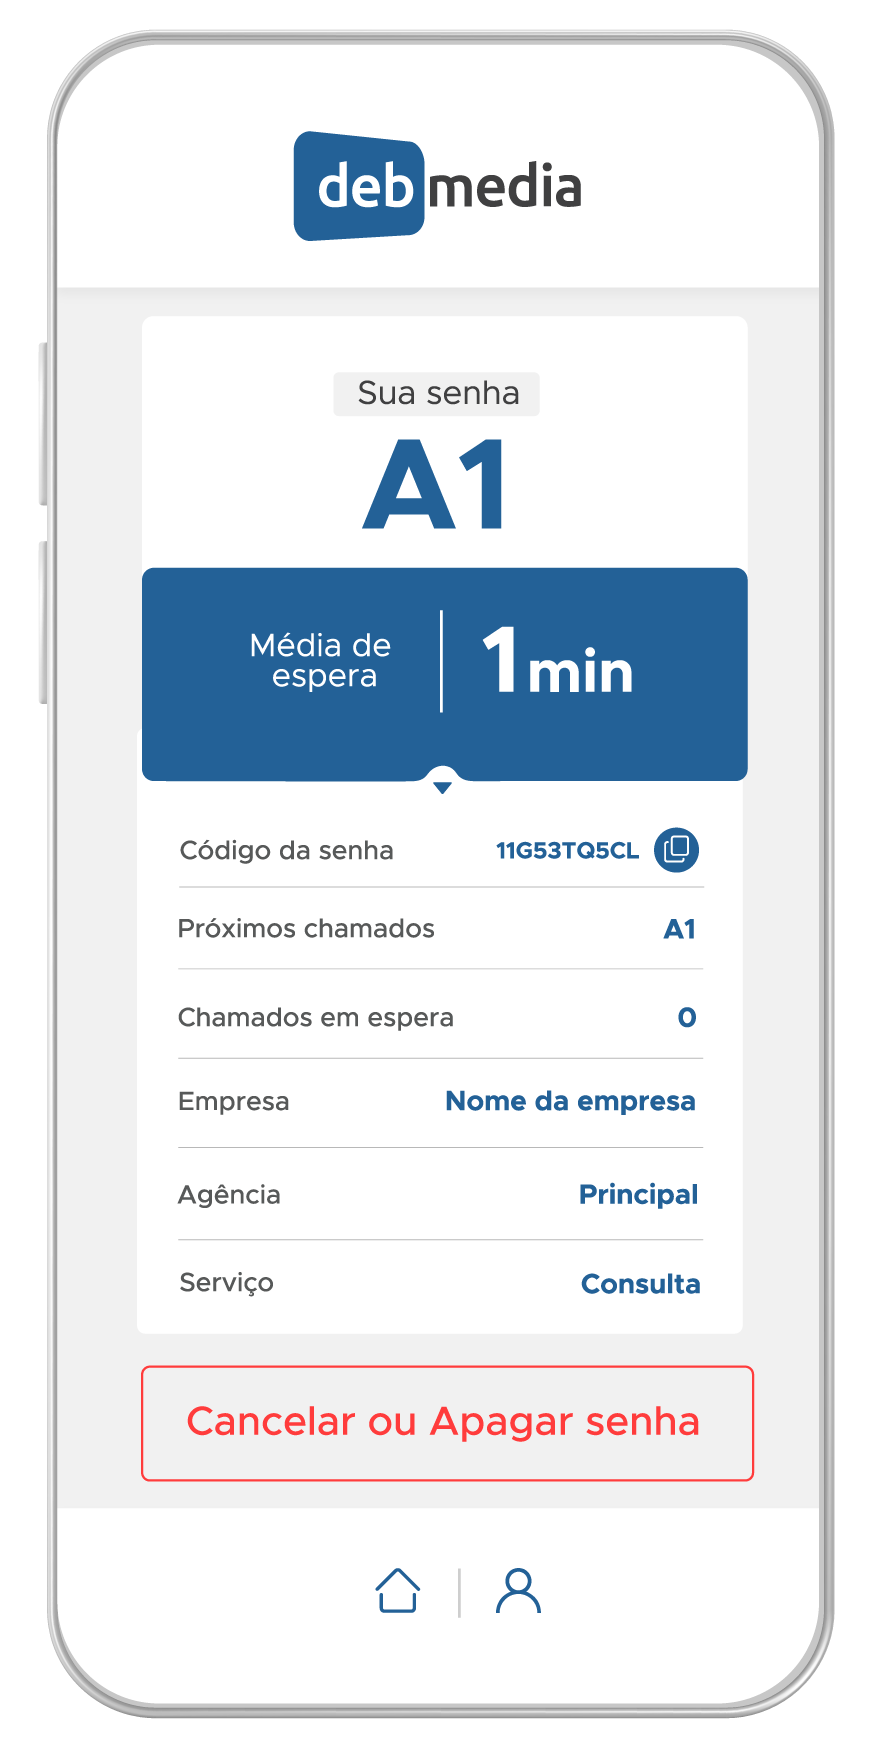 debmedia
Sua senha
A1
Média de
espera
1min
Código da senha 11G53TQ5CL
Próximos chamados A1
Chamados em espera 0
Empresa Nome da empresa
Agência Principal
Serviço Consulta
Cancelar ou Apagar senha